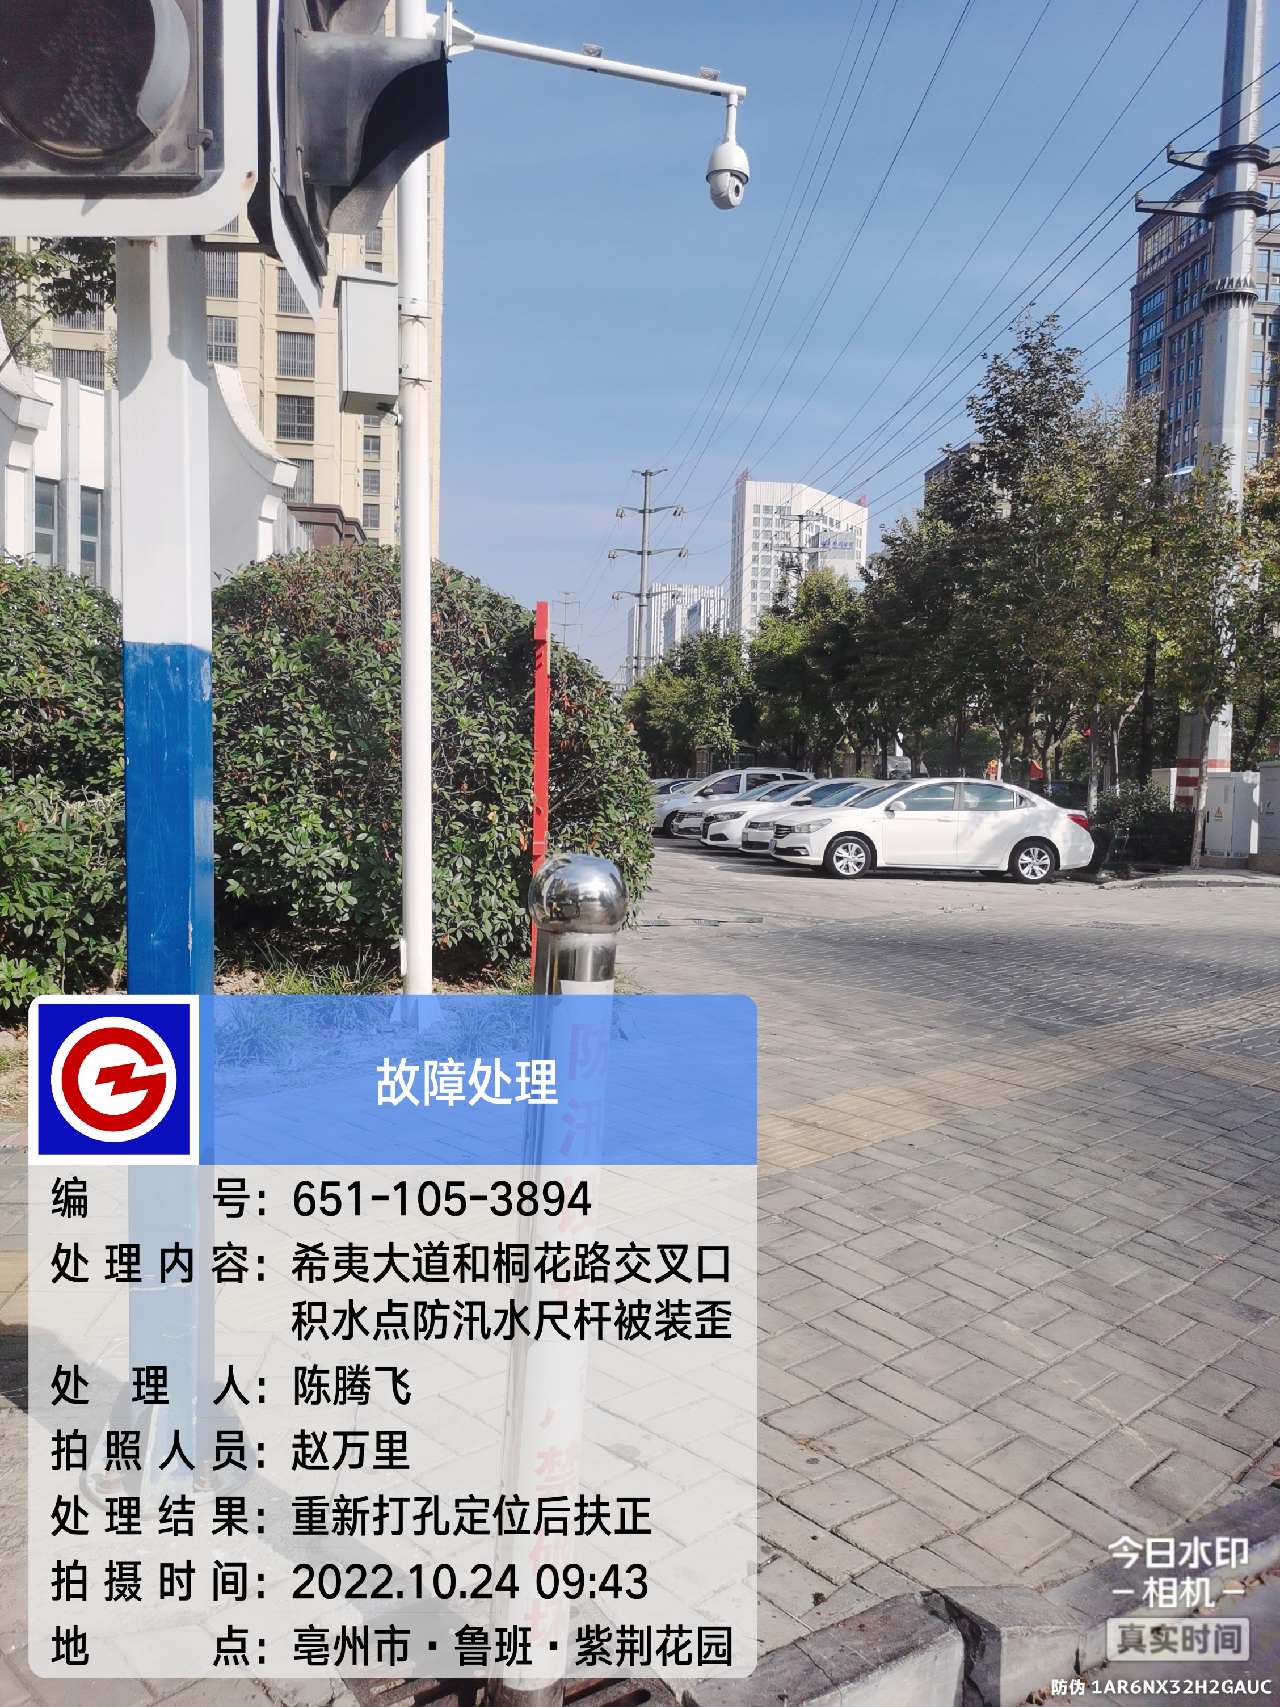 故障处理
编号：651-105-3894
处理内容：希夷大道和桐花路交叉口
积水点防汛水尺杆被装歪
处理人：陈腾飞
拍照人员：赵万里
处理结果：重新打孔定位后扶正
拍摄时间：2022.10.24 09:43
地点：亳州市·鲁班·紫荆花园
防汛
今日水印
相机
真实时间
防伪 1AR6NX32H2GAUC